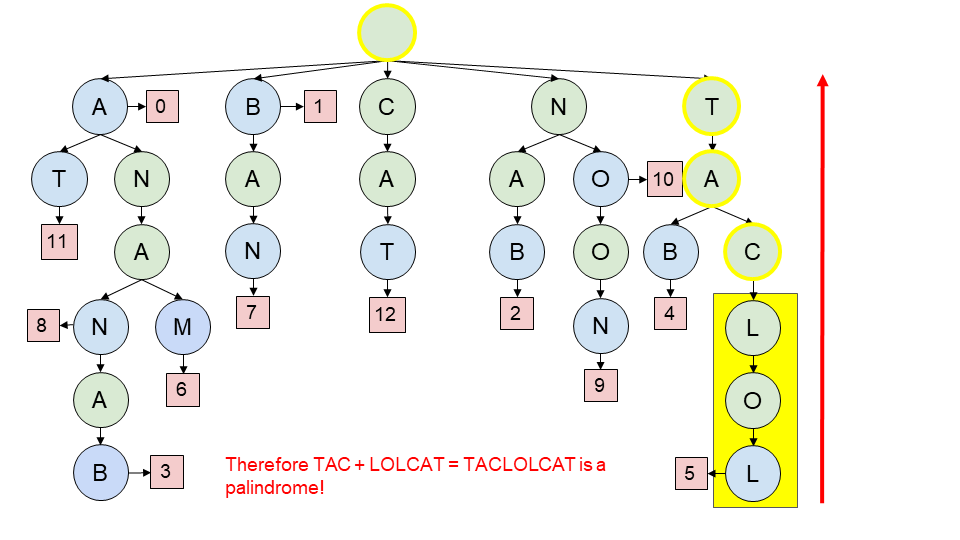 A 0 B 1 C N T
T N A A A O 10 A
11 A N T B O B C
8 N M 7 12 2 N 4 L
6 9
A O
B 3 5 L
Therefore TAC + LOLCAT = TACLOLCAT is a
palindrome!